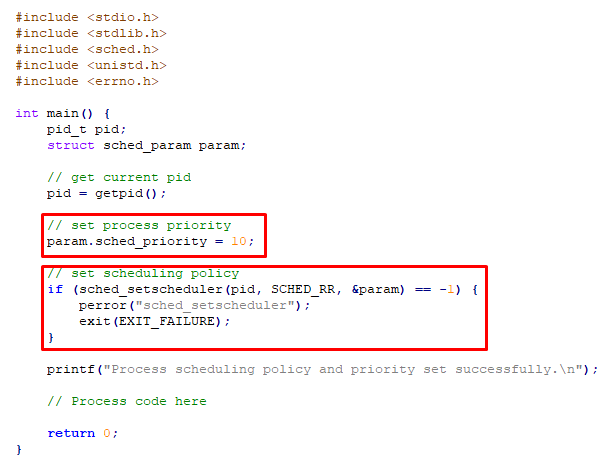 #include <stdio.h>
#include <stdlib.h>
#include <sched.h>
#include <unistd.h>
#include <errno.h>

int main() {
    pid_t pid;
    struct sched_param param;

    // get current pid
    pid = getpid();

    // set process priority
    param.sched_priority = 10;

    // set scheduling policy
    if (sched_setscheduler(pid, SCHED_RR, &param) == -1) {
        perror("sched_setscheduler");
        exit(EXIT_FAILURE);
    }

    printf("Process scheduling policy and priority set successfully.\n");

    // Process code here

    return 0;
}